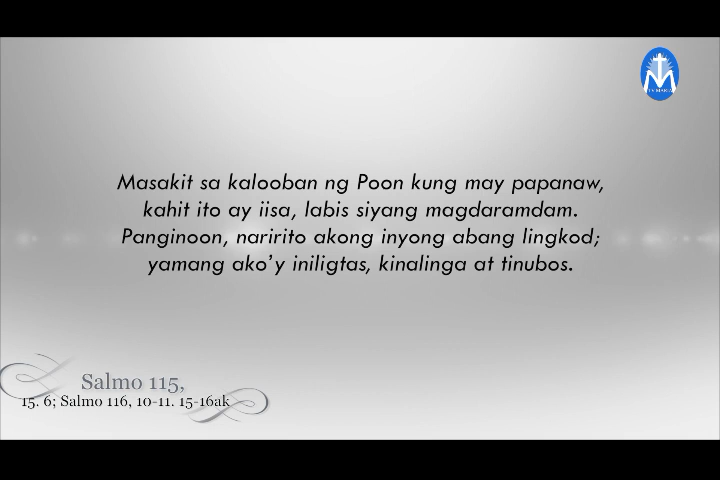 Masakit sa kalooban ng Poon kung may papanaw,
kahit ito ay iisa, labis siyang magdaramdam.
Panginoon, naririto akong inyong abang lingkod;
yamang ako’y iniligtas, kinalinga at tinubos.
Salmo 115,
15. 6; Salmo 116, 10-11. 15-16ak